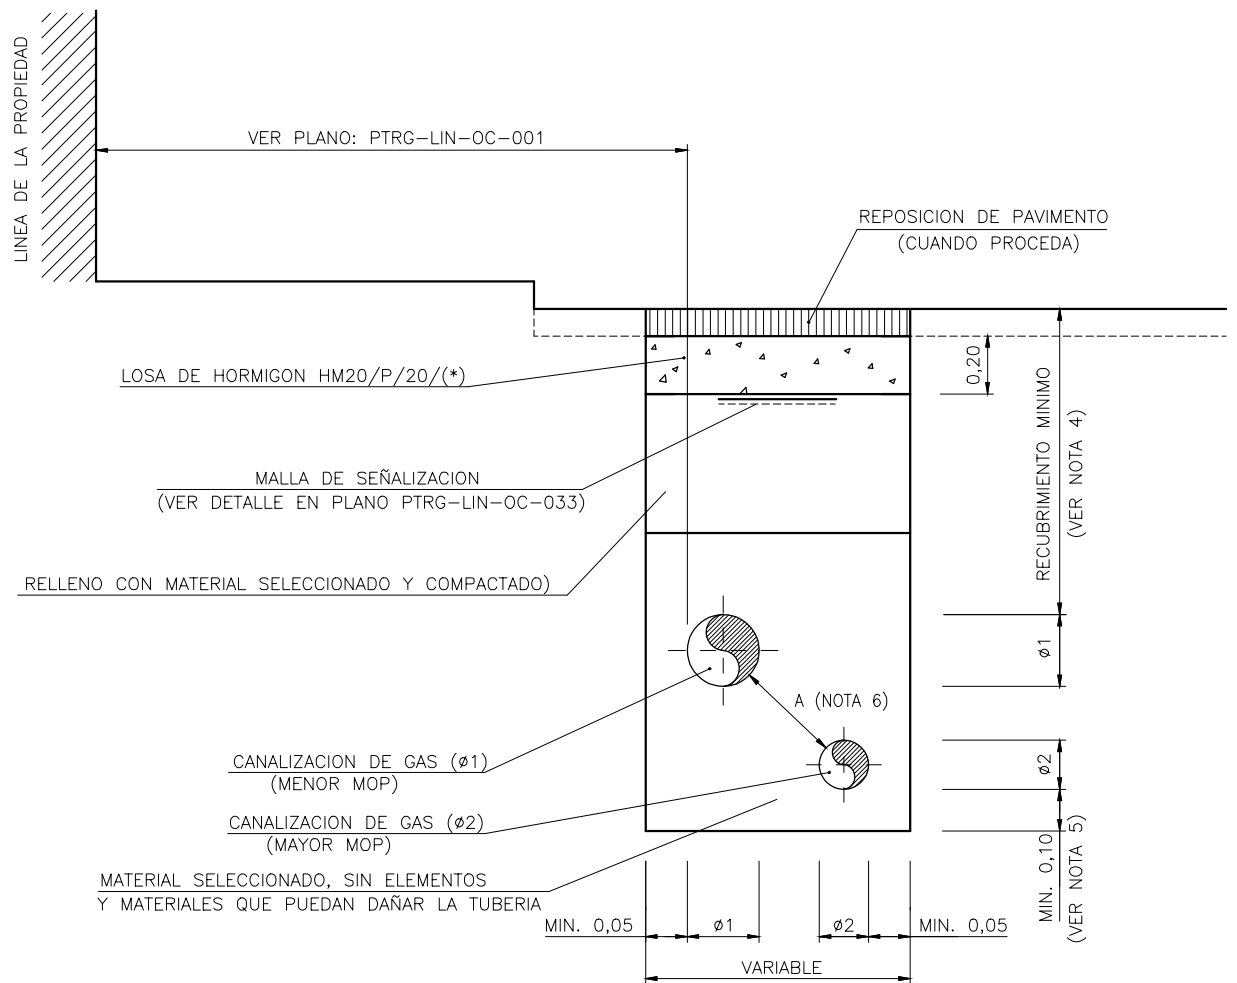 LINEA DE LA PROPIEDAD
VER PLANO: PTRG-LIN-OC-001
REPOSICION DE PAVIMENTO
(CUANDO PROCEDA)
LOSA DE HORMIGON HM20/P/20/(*)
0,20
RECUBRIMIENTO MINIMO
(VER NOTA 4)
MALLA DE SEÑALIZACION
(VER DETALLE EN PLANO PTRG-LIN-OC-033)
RELLENO CON MATERIAL SELECCIONADO Y COMPACTADO)
ø1
A (NOTA 6)
CANALIZACION DE GAS (ø1)
(MENOR MOP)
ø2
CANALIZACION DE GAS (ø2)
(MAYOR MOP)
MIN. 0,10
(VER NOTA 5)
MATERIAL SELECCIONADO, SIN ELEMENTOS
Y MATERIALES QUE PUEDAN DAÑAR LA TUBERIA
MIN. 0,05
ø1
ø2
MIN. 0,05
VARIABLE